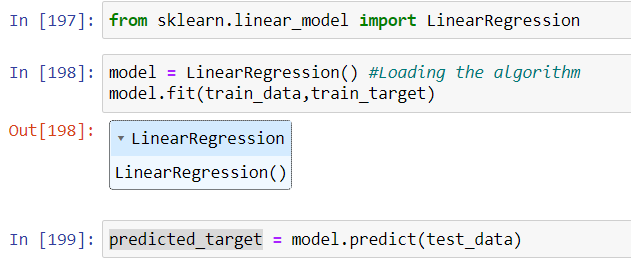 In [197]: from sklearn.linear_model import LinearRegression
In [198]: model = LinearRegression() #Loading the algorithm
model.fit(train_data,train_target)
Out[198]: ▾ LinearRegression
LinearRegression()
In [199]: predicted_target = model.predict(test_data)